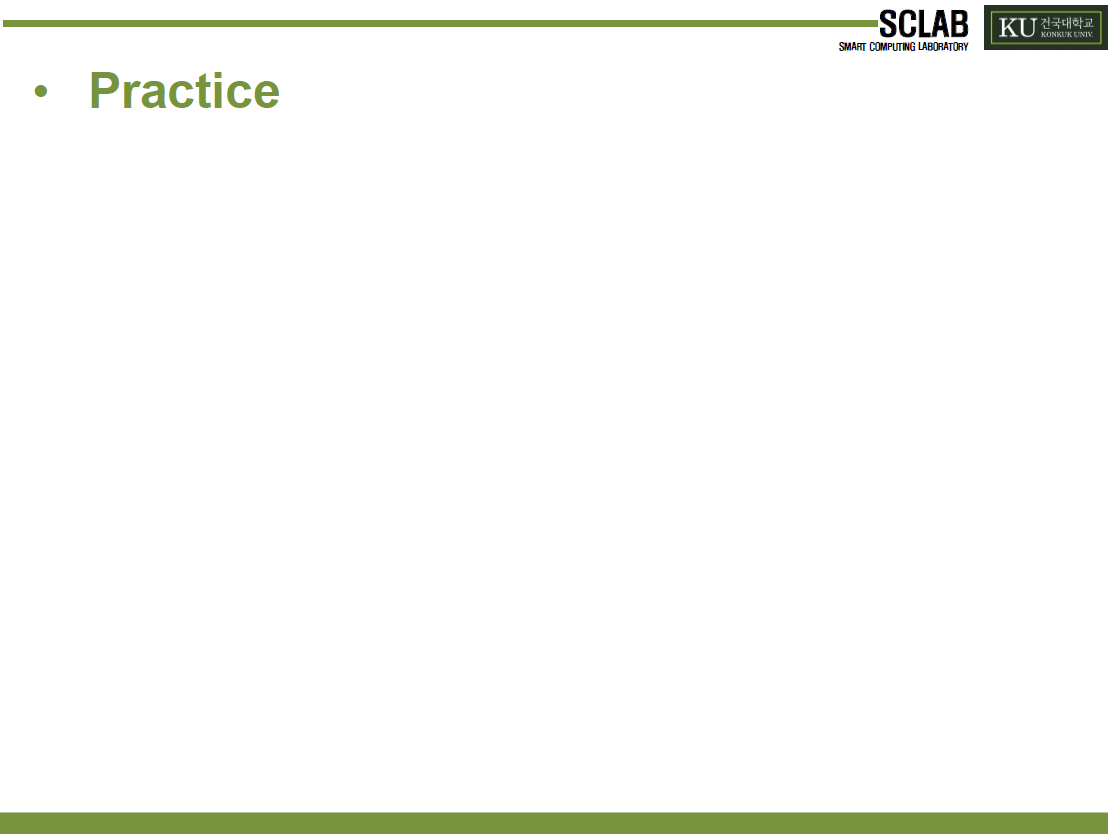 SCLAB
SMART COMPUTING LABORATORY
KU 건국대학교
KONKUK UNIV.
• Practice